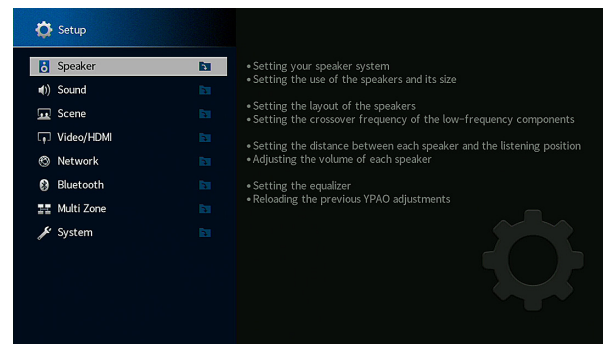 Setup
Speaker
Sound
Scene
Video/HDMI
Network
Bluetooth
Multi Zone
System
• Setting your speaker system
• Setting the use of the speakers and its size
• Setting the layout of the speakers
• Setting the crossover frequency of the low-frequency components
• Setting the distance between each speaker and the listening position
• Adjusting the volume of each speaker
• Setting the equalizer
• Reloading the previous YPAO adjustments